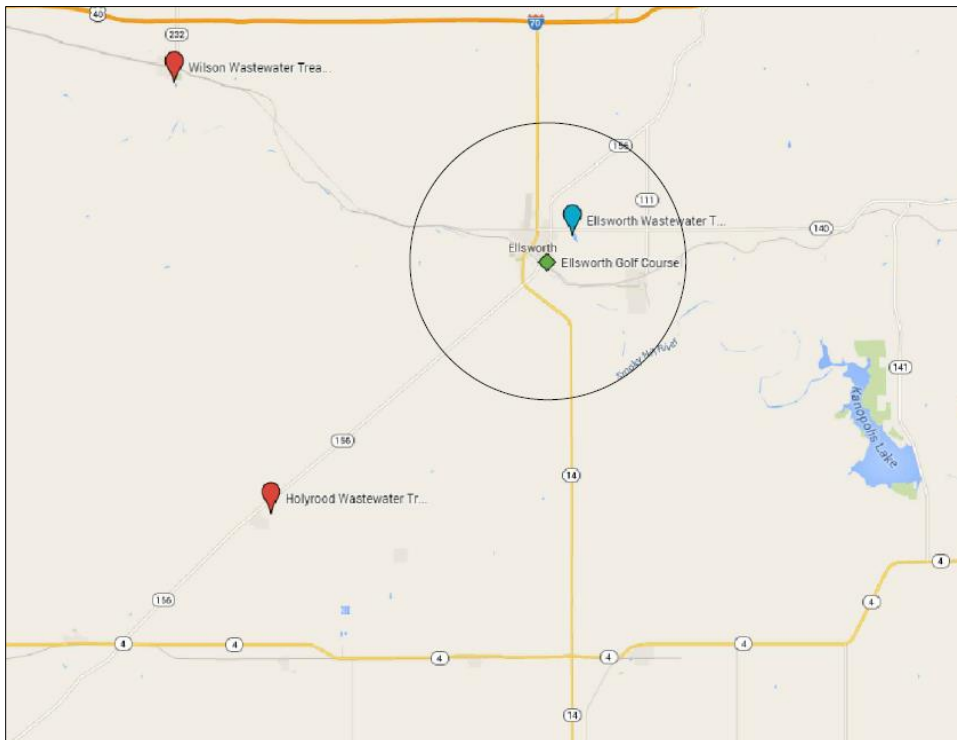 40
232
70
Wilson Wastewater Trea...
156
111
Ellsworth Wastewater T...
140
Ellsworth
Ellsworth Golf Course
Smoky Hill River
141
Kanopolis Lake
156
14
Holyrood Wastewater Tr...
4
156
4
4
4
4
4
4
14